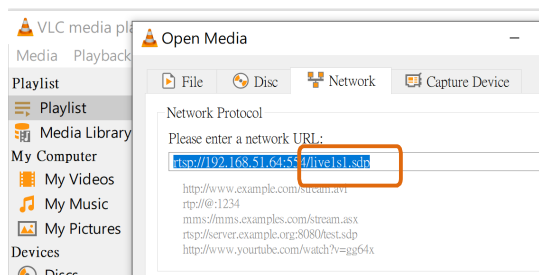 VLC media pla
Open Media
Media Playback
File Disc Network Capture Device
Playlist
Playlist
Media Library
My Computer
My Videos
My Music
My Pictures
Devices
Discs
Network Protocol
Please enter a network URL:
rtsp://192.168.51.64:554/live1s1.sdp
http://www.example.com/stream.avi
rtp://@:1234
mms://mms.examples.com/stream.asx
rtsp://server.example.org:8080/test.sdp
http://www.yourtube.com/watch?v=gg64x